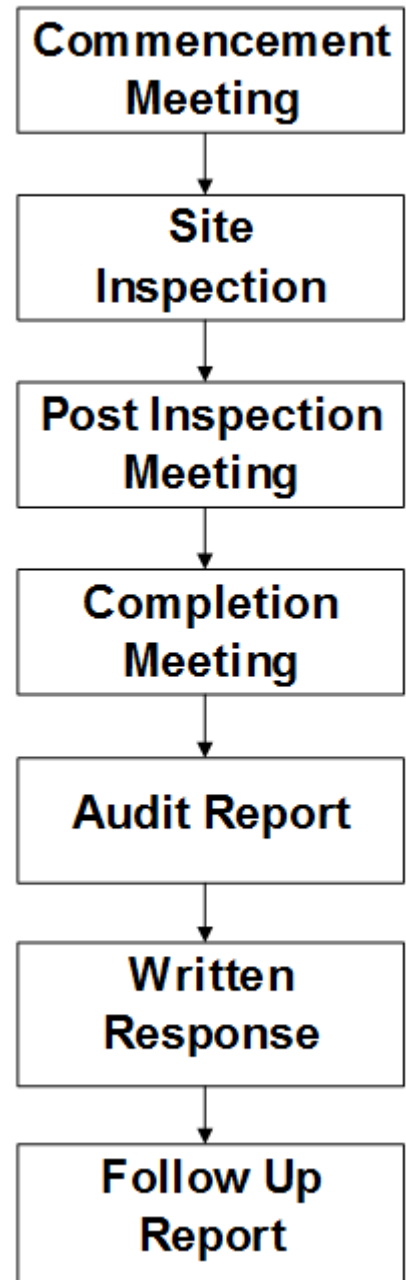 Commencement
Meeting
Site
Inspection
Post Inspection
Meeting
Completion
Meeting
Audit Report
Written
Response
Follow Up
Report